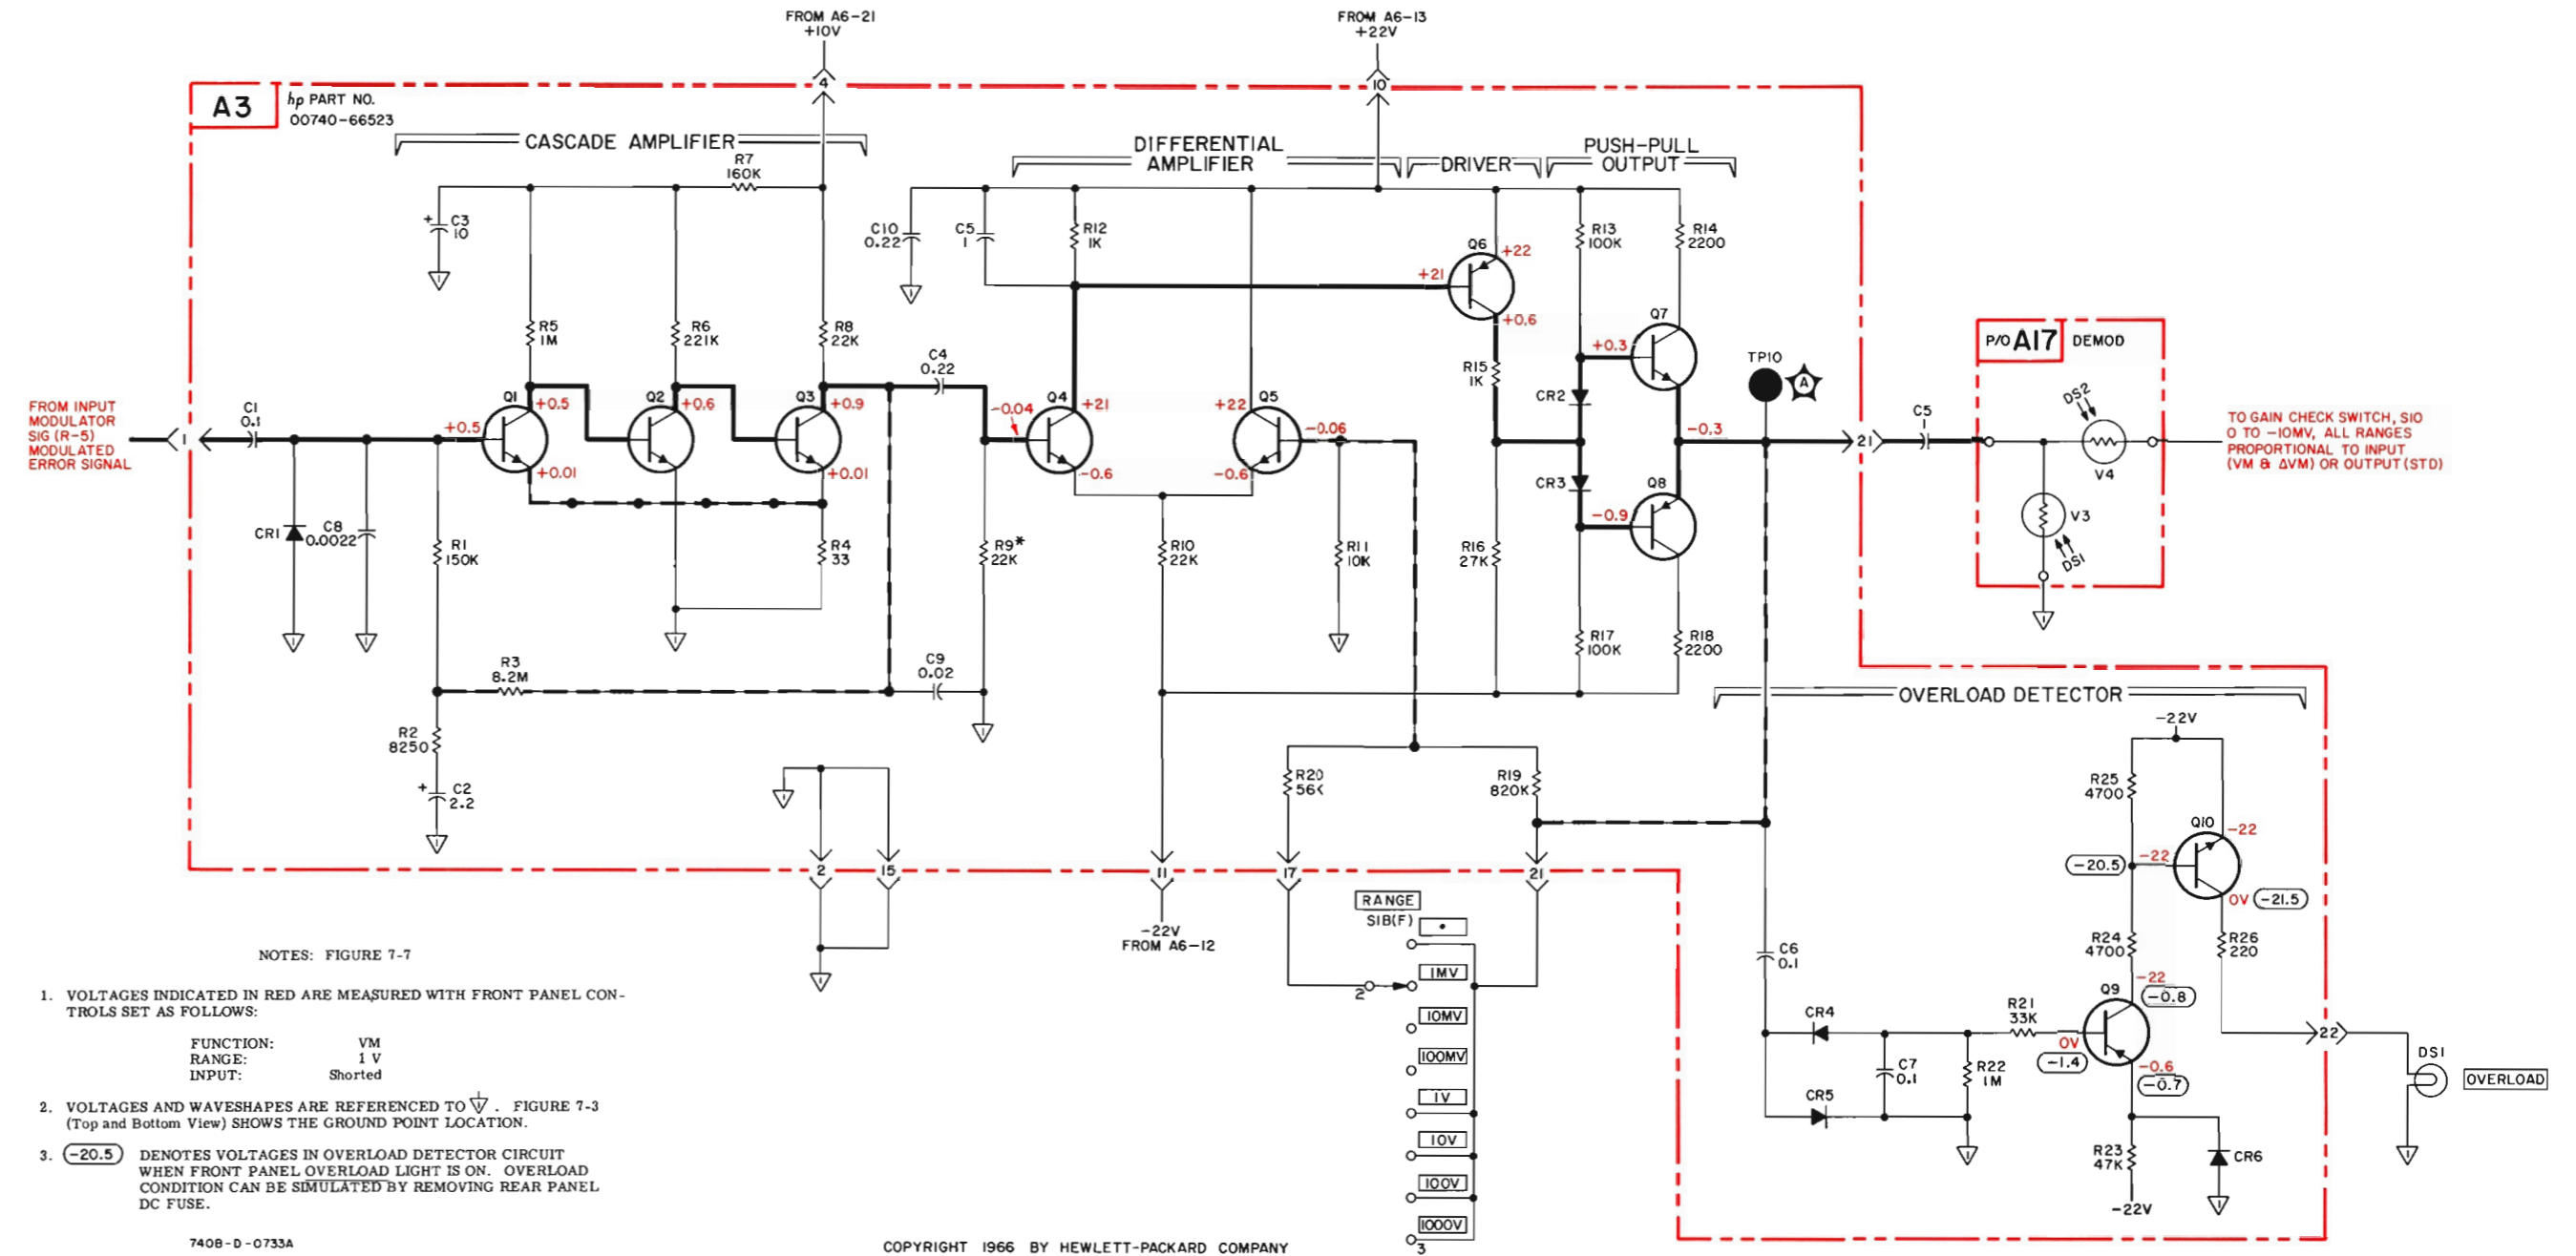 FROM A6-21
+10V
FROM A6-13
+22V
4
10
A3
hp PART NO.
00740-66523
CASCADE AMPLIFIER
DIFFERENTIAL
AMPLIFIER
DRIVER
PUSH-PULL
OUTPUT
R7
160K
+
C3
10
C10
0.22
C5
1
R12
1K
Q6
+22
+21
+0.6
R13
100K
R14
2200
R5
1M
R6
221K
R8
22K
Q7
+0.3
C4
0.22
R15
1K
TP10
A
P/O A17 DEMOD
DS2
FROM INPUT
MODULATOR
SIG (R-5)
MODULATED
ERROR SIGNAL
1
C1
0.1
+0.5
Q1
+0.5
+0.01
Q2
+0.6
Q3
+0.9
+0.01
-0.04
Q4
+21
-0.6
+22
Q5
-0.6
-0.06
CR2
-0.3
21
C5
1
V4
TO GAIN CHECK SWITCH, S10
0 TO -10MV, ALL RANGES
PROPORTIONAL TO INPUT
(VM & ΔVM) OR OUTPUT (STD)
CR3
Q8
-0.9
V3
DS1
CR1
C8
0.0022
R1
150K
R4
33
R9*
22K
R10
22K
R11
10K
R16
27K
R17
100K
R18
2200
R3
8.2M
C9
0.02
R2
8250
+
C2
2.2
R20
56K
R19
820K
OVERLOAD DETECTOR
-22V
R25
4700
Q10
-22
-22
-20.5
0V
-21.5
2
15
11
17
21
-22V
FROM A6-12
RANGE
S1B(F)
•
1MV
2
10MV
100MV
1V
10V
100V
1000V
3
C6
0.1
R24
4700
R26
220
-22
Q9
-0.8
CR4
R21
33K
0V
-1.4
-0.6
-0.7
C7
0.1
R22
1M
CR5
22
DS1
OVERLOAD
R23
47K
CR6
-22V
NOTES: FIGURE 7-7
1. VOLTAGES INDICATED IN RED ARE MEASURED WITH FRONT PANEL CON-
TROLS SET AS FOLLOWS:
FUNCTION: VM
RANGE: 1 V
INPUT: Shorted
2. VOLTAGES AND WAVESHAPES ARE REFERENCED TO . FIGURE 7-3
(Top and Bottom View) SHOWS THE GROUND POINT LOCATION.
3. -20.5 DENOTES VOLTAGES IN OVERLOAD DETECTOR CIRCUIT
WHEN FRONT PANEL OVERLOAD LIGHT IS ON. OVERLOAD
CONDITION CAN BE SIMULATED BY REMOVING REAR PANEL
DC FUSE.
740B-D-0733A
COPYRIGHT 1966 BY HEWLETT-PACKARD COMPANY